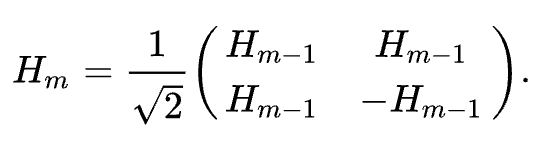 $$H_m = \frac{1}{\sqrt{2}} \begin{pmatrix} H_{m-1} & H_{m-1} \\ H_{m-1} & -H_{m-1} \end{pmatrix}.$$